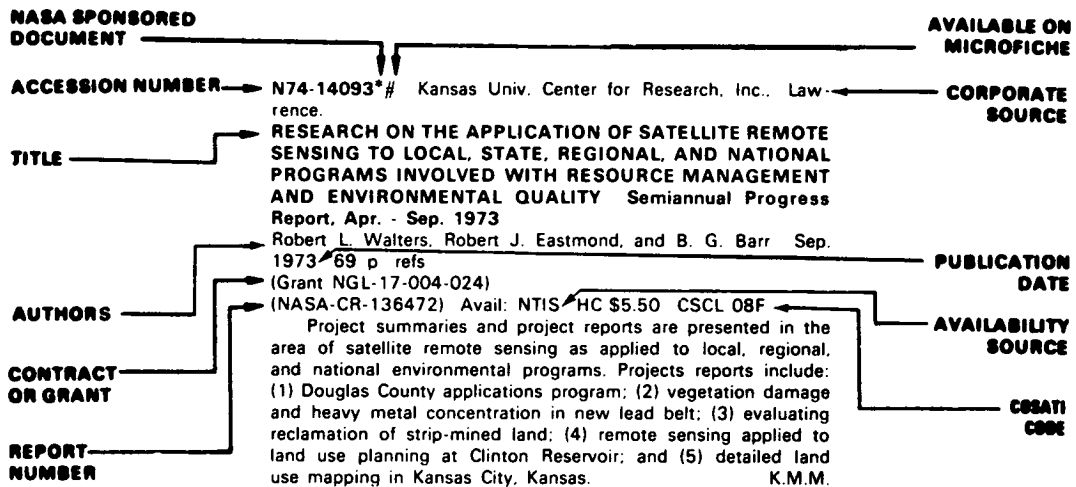 NASA SPONSORED
DOCUMENT
AVAILABLE ON
MICROFICHE
ACCESSION NUMBER
N74-14093*# Kansas Univ. Center for Research, Inc., Law-
rence.
CORPORATE
SOURCE
TITLE
RESEARCH ON THE APPLICATION OF SATELLITE REMOTE
SENSING TO LOCAL, STATE, REGIONAL, AND NATIONAL
PROGRAMS INVOLVED WITH RESOURCE MANAGEMENT
AND ENVIRONMENTAL QUALITY Semiannual Progress
Report, Apr. - Sep. 1973
Robert L. Walters, Robert J. Eastmond, and B. G. Barr Sep.
1973 69 p refs
PUBLICATION
DATE
(Grant NGL-17-004-024)
AUTHORS
(NASA-CR-136472) Avail: NTIS HC $5.50 CSCL 08F
AVAILABILITY
SOURCE
Project summaries and project reports are presented in the
area of satellite remote sensing as applied to local, regional,
and national environmental programs. Projects reports include:
(1) Douglas County applications program; (2) vegetation damage
and heavy metal concentration in new lead belt; (3) evaluating
reclamation of strip-mined land; (4) remote sensing applied to
land use planning at Clinton Reservoir; and (5) detailed land
use mapping in Kansas City, Kansas. K.M.M.
CONTRACT
OR GRANT
COSATI
CODE
REPORT
NUMBER